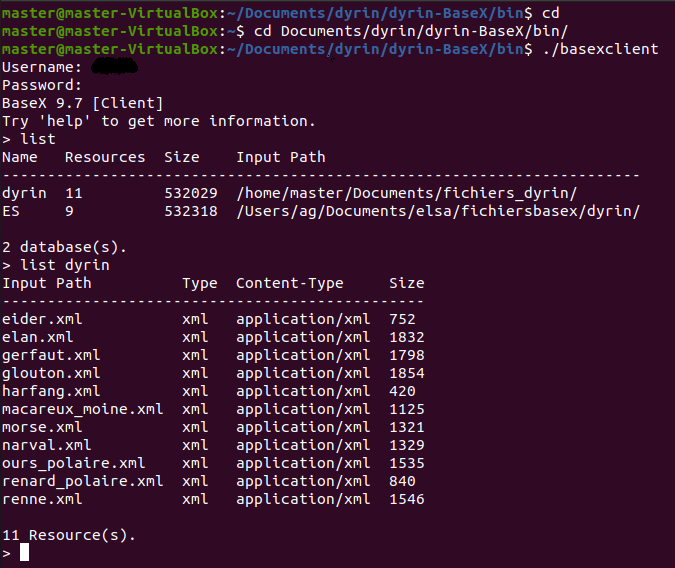 master@master-VirtualBox:~/Documents/dyrin/dyrin-BaseX/bin$ cd
master@master-VirtualBox:~$ cd Documents/dyrin/dyrin-BaseX/bin/
master@master-VirtualBox:~/Documents/dyrin/dyrin-BaseX/bin$ ./basexclient
Username:
Password:
BaseX 9.7 [Client]
Try 'help' to get more information.
> list
Name   Resources  Size    Input Path
-----------------------------------------------------------------------
dyrin  11         532029  /home/master/Documents/fichiers_dyrin/
ES     9          532318  /Users/ag/Documents/elsa/fichiersbasex/dyrin/

2 database(s).
> list dyrin
Input Path          Type  Content-Type     Size
-----------------------------------------------
eider.xml           xml   application/xml  752
elan.xml            xml   application/xml  1832
gerfaut.xml         xml   application/xml  1798
glouton.xml         xml   application/xml  1854
harfang.xml         xml   application/xml  420
macareux_moine.xml  xml   application/xml  1125
morse.xml           xml   application/xml  1321
narval.xml          xml   application/xml  1329
ours_polaire.xml    xml   application/xml  1535
renard_polaire.xml  xml   application/xml  840
renne.xml           xml   application/xml  1546

11 Resource(s).
>